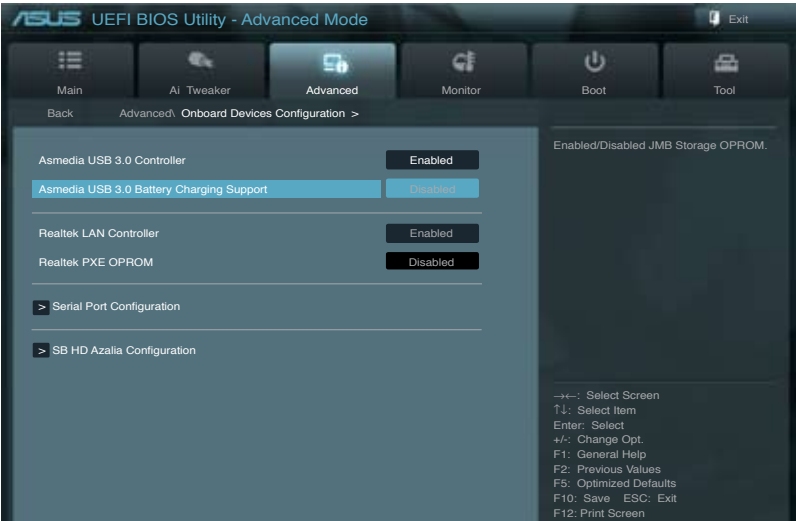 ASUS UEFI BIOS Utility - Advanced Mode
Exit
Main
Ai Tweaker
Advanced
Monitor
Boot
Tool
Back Advanced\ Onboard Devices Configuration >
Asmedia USB 3.0 Controller Enabled
Asmedia USB 3.0 Battery Charging Support Disabled
Realtek LAN Controller Enabled
Realtek PXE OPROM Disabled
> Serial Port Configuration
> SB HD Azalia Configuration
Enabled/Disabled JMB Storage OPROM.
→←: Select Screen
↑↓: Select Item
Enter: Select
+/-: Change Opt.
F1: General Help
F2: Previous Values
F5: Optimized Defaults
F10: Save ESC: Exit
F12: Print Screen